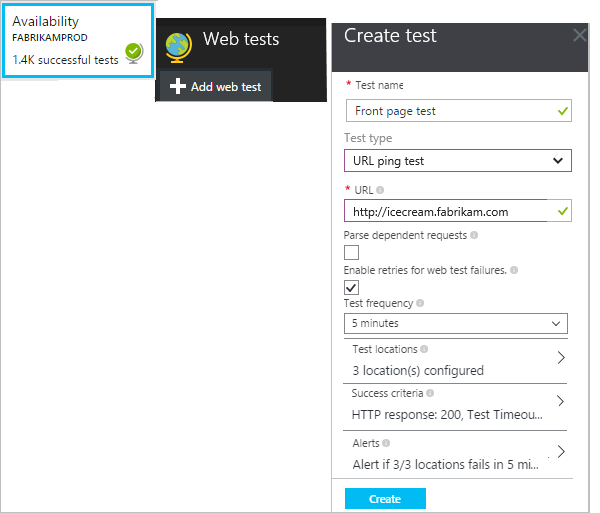 Availability
FABRIKAMPROD
1.4K successful tests
Web tests
Add web test
Create test
* Test name
Front page test
Test type
URL ping test
* URL
http://icecream.fabrikam.com
Parse dependent requests
Enable retries for web test failures.
Test frequency
5 minutes
Test locations
3 location(s) configured
Success criteria
HTTP response: 200, Test Timeou...
Alerts
Alert if 3/3 locations fails in 5 mi...
Create